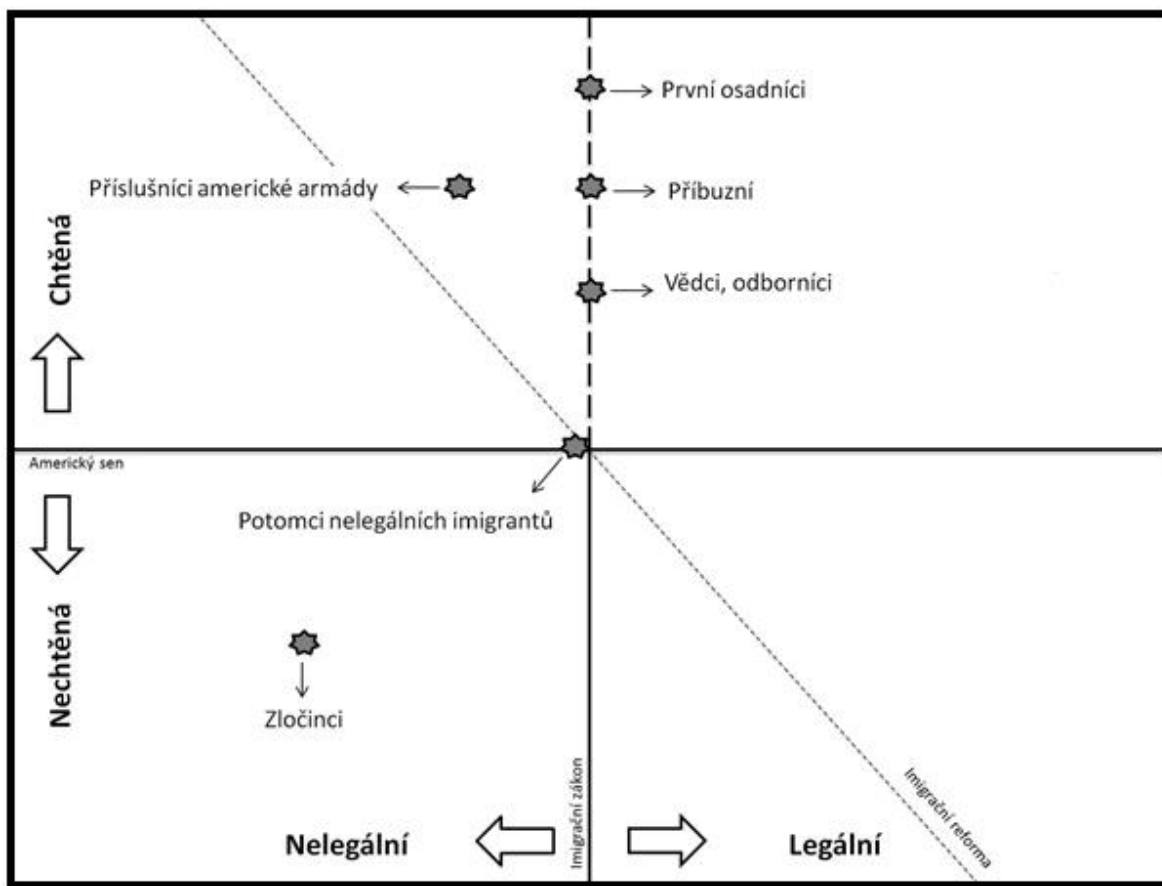 První osadníci
Příslušníci americké armády
Příbuzní
Chtěná
Vědci, odborníci
Americký sen
Potomci nelegálních imigrantů
Nechtěná
Zločinci
Imigrační zákon
Imigrační reforma
Nelegální
Legální